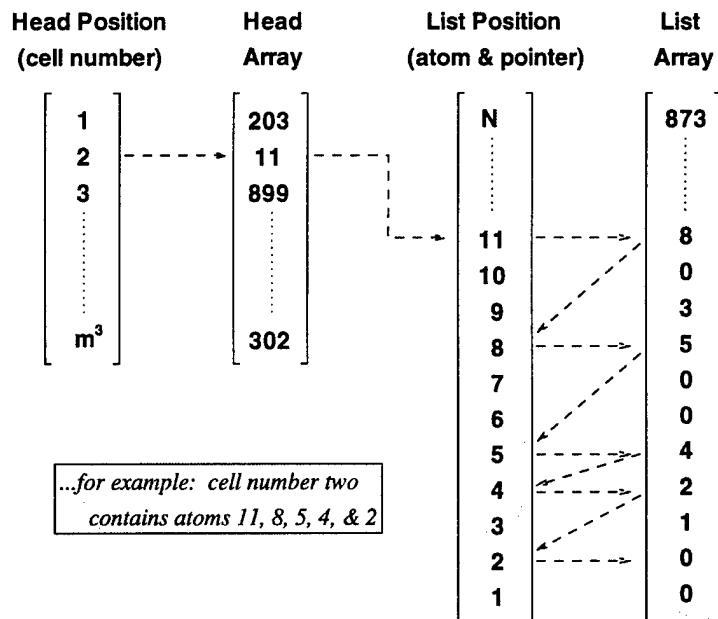 Head Position Head List Position List
(cell number) Array (atom & pointer) Array
1 203 N 873
2 11
3 899
11 8
10 0
9 3
m³ 302 8 5
7 0
6 0
5 4
...for example: cell number two 4 2
contains atoms 11, 8, 5, 4, & 2 3 1
2 0
1 0